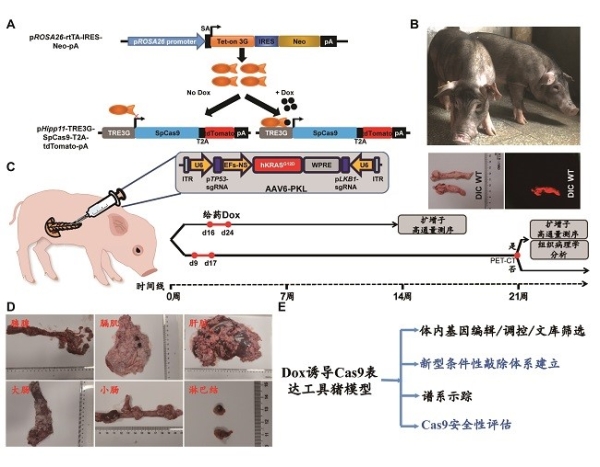 A
pROSA26-rtTA-IRES-
Neo-pA
pROSA26 promoter
SA
Tet-on 3G
IRES
Neo
pA
No Dox
+ Dox
pHipp11-TRE3G-
SpCas9-T2A-
tdTomato-pA
TRE3G
SpCas9
tdTomato
pA
T2A
TRE3G
SpCas9
tdTomato
pA
T2A
B
DIC WT
DIC WT
C
U6
EFs-NS
hKRAS
WPRE
U6
ITR
pTP53-
sgRNA
pLKB1-
sgRNA
ITR
AAV6-PKL
给药Dox
d16
d24
扩增子
高通量测序
d9
d17
PET-CT
是
否
扩增子
高通量测序
组织病理学
分析
时间线
0周
7周
14周
21周
D
胰腺
膈肌
肝脏
大肠
小肠
淋巴结
E
Dox诱导Cas9表
达工具猪模型
体内基因编辑/调控/文库筛选
新型条件性敲除体系建立
谱系示踪
Cas9安全性评估